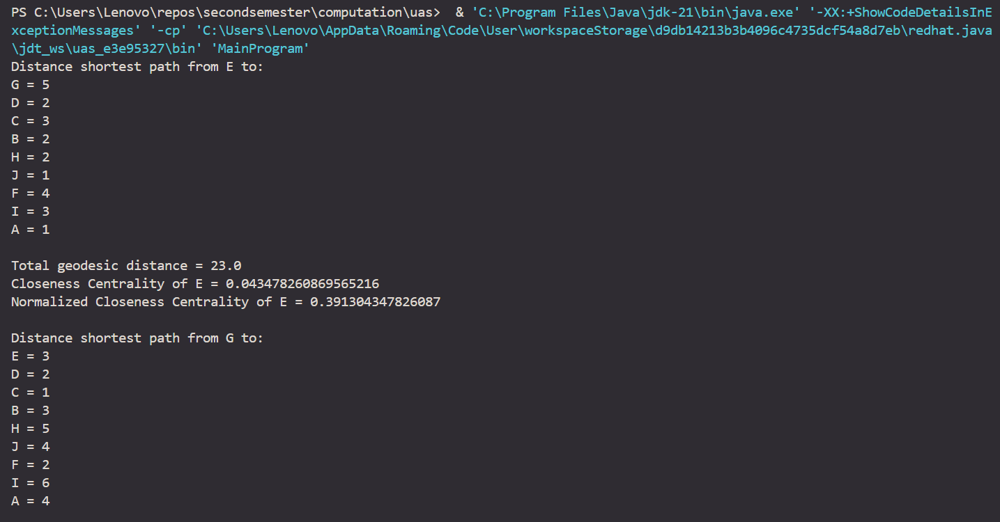 PS C:\Users\Lenovo\repos\secondsemester\computation\uas>  & 'C:\Program Files\Java\jdk-21\bin\java.exe' '-XX:+ShowCodeDetailsInE
xceptionMessages' '-cp' 'C:\Users\Lenovo\AppData\Roaming\Code\User\workspaceStorage\d9db14213b3b4096c4735dcf54a8d7eb\redhat.java
\jdt_ws\uas_e3e95327\bin' 'MainProgram'
Distance shortest path from E to:
G = 5
D = 2
C = 3
B = 2
H = 2
J = 1
F = 4
I = 3
A = 1

Total geodesic distance = 23.0
Closeness Centrality of E = 0.043478260869565216
Normalized Closeness Centrality of E = 0.391304347826087

Distance shortest path from G to:
E = 3
D = 2
C = 1
B = 3
H = 5
J = 4
F = 2
I = 6
A = 4